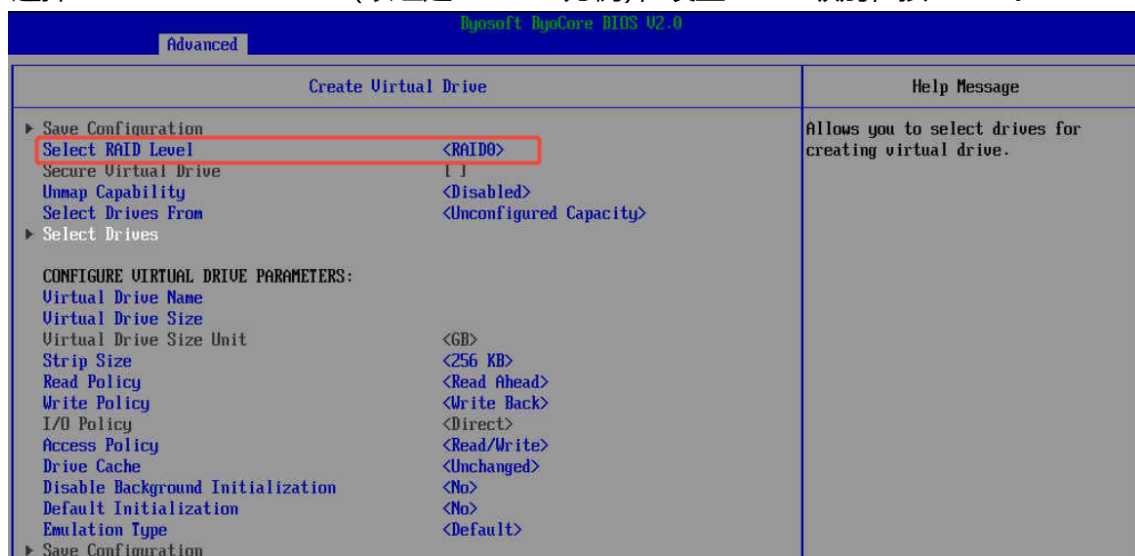 Byosoft ByoCore BIOS V2.0
Advanced
Create Virtual Drive
Help Message
▶ Save Configuration
Select RAID Level <RAID0>
Secure Virtual Drive [ ]
Unmap Capability <Disabled>
Select Drives From <Unconfigured Capacity>
▶ Select Drives
CONFIGURE VIRTUAL DRIVE PARAMETERS:
Virtual Drive Name
Virtual Drive Size
Virtual Drive Size Unit <GB>
Strip Size <256 KB>
Read Policy <Read Ahead>
Write Policy <Write Back>
I/O Policy <Direct>
Access Policy <Read/Write>
Drive Cache <Unchanged>
Disable Background Initialization <No>
Default Initialization <No>
Emulation Type <Default>
▶ Save Configuration
Allows you to select drives for
creating virtual drive.